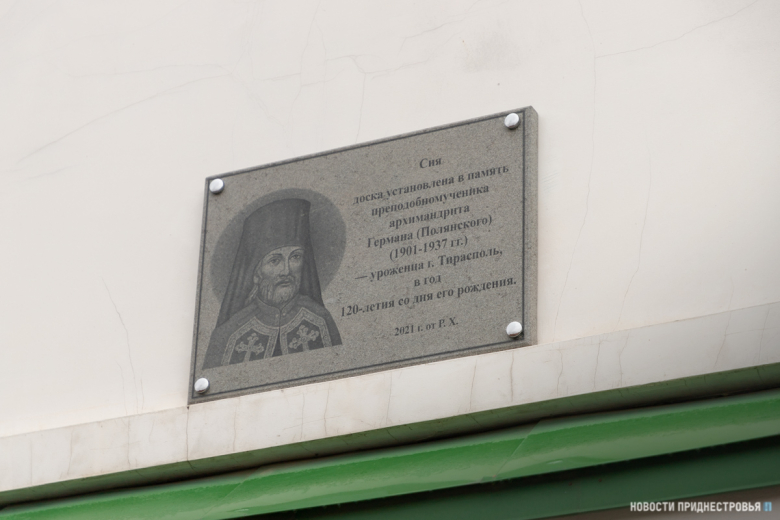 Сия
доска установлена в память
преподобномученика
архимандрита
Германа (Полянского)
(1901-1937 гг.)
— уроженца г. Тирасполь,
в год
120-летия со дня его рождения.
2021 г. от Р. Х.
НОВОСТИ ПРИДНЕСТРОВЬЯ